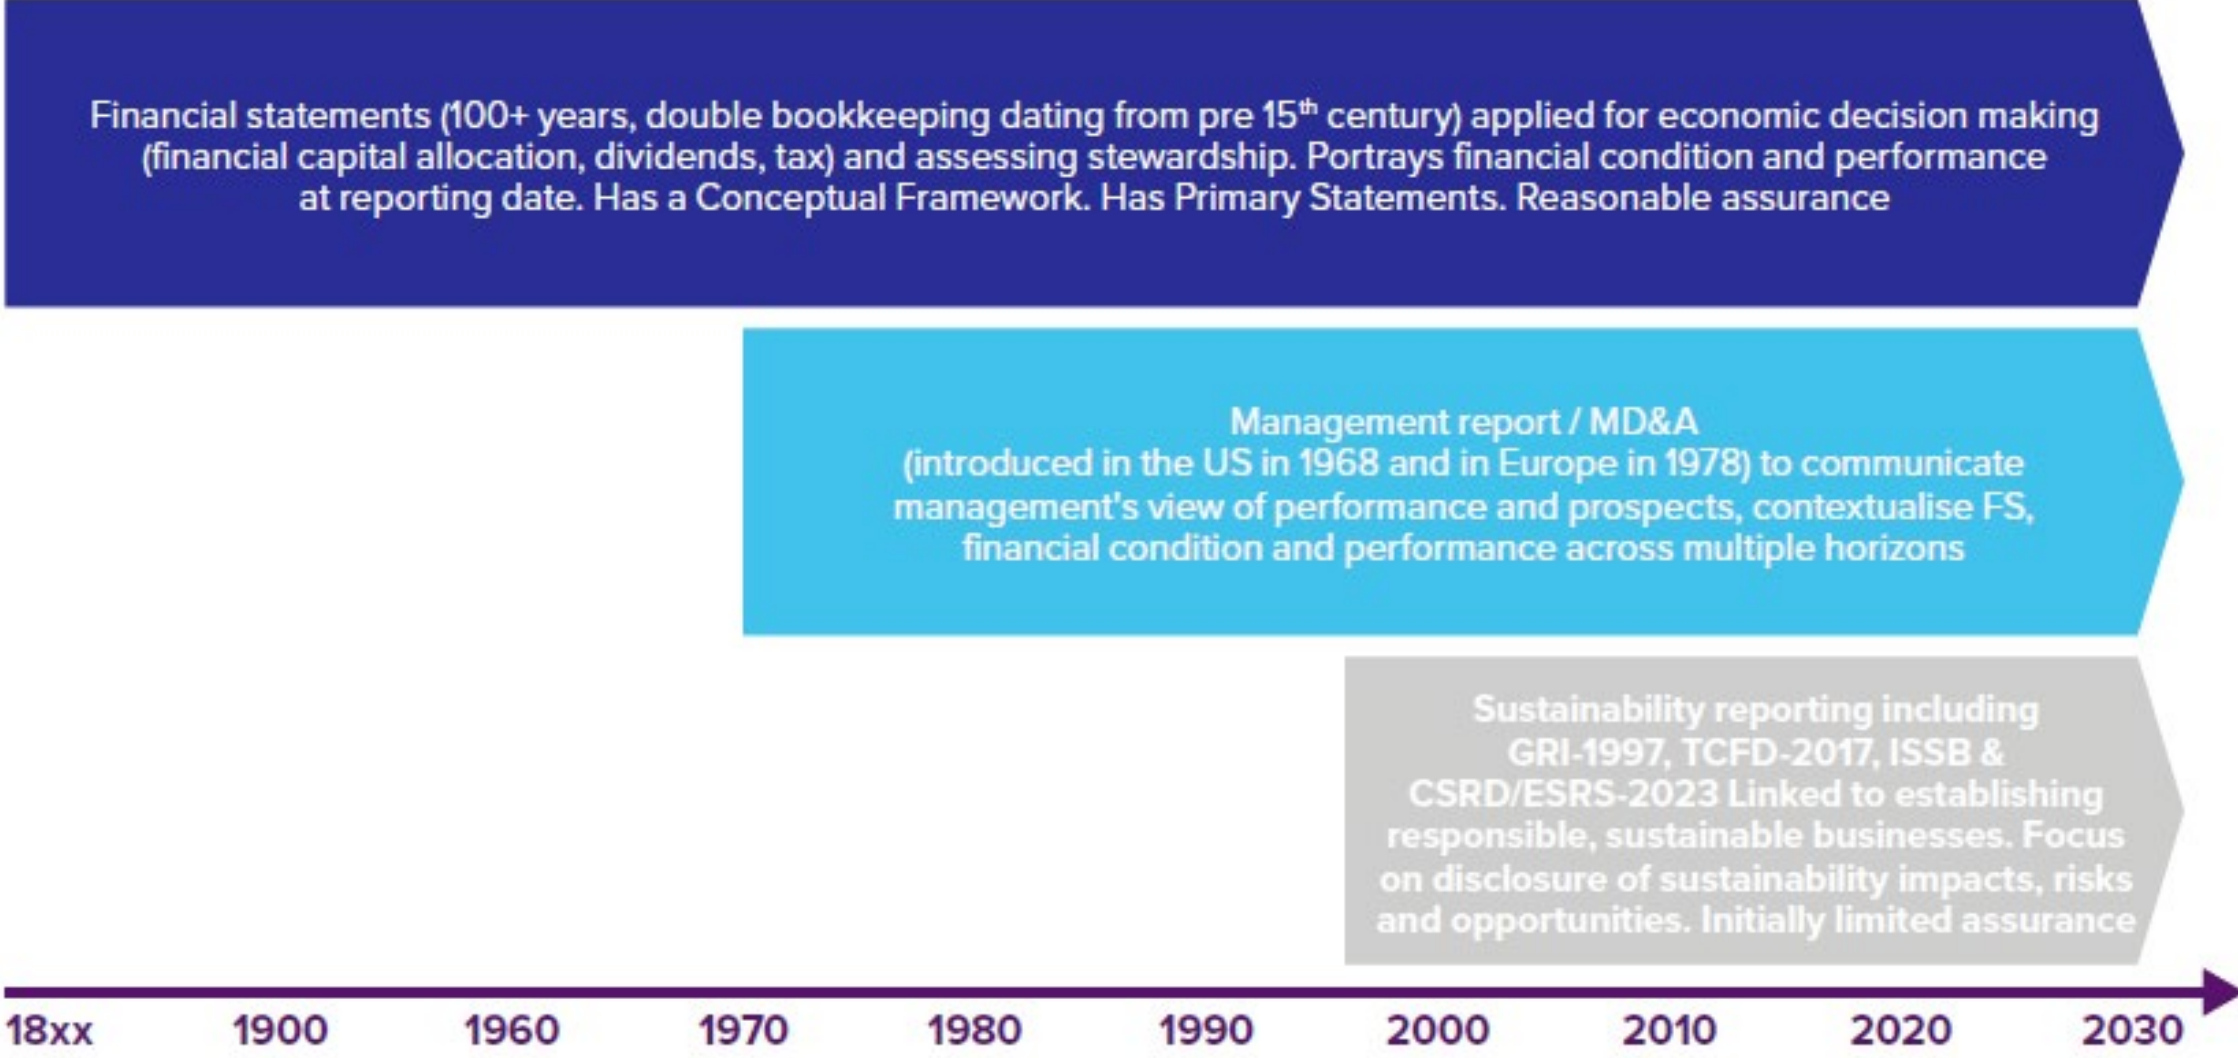 Financial statements (100+ years, double bookkeeping dating from pre 15th century) applied for economic decision making
(financial capital allocation, dividends, tax) and assessing stewardship. Portrays financial condition and performance
at reporting date. Has a Conceptual Framework. Has Primary Statements. Reasonable assurance
Management report / MD&A
(introduced in the US in 1968 and in Europe in 1978) to communicate
management's view of performance and prospects, contextualise FS,
financial condition and performance across multiple horizons
Sustainability reporting including
GRI-1997, TCFD-2017, ISSB &
CSRD/ESRS-2023 Linked to establishing
responsible, sustainable businesses. Focus
on disclosure of sustainability impacts, risks
and opportunities. Initially limited assurance
18xx 1900 1960 1970 1980 1990 2000 2010 2020 2030